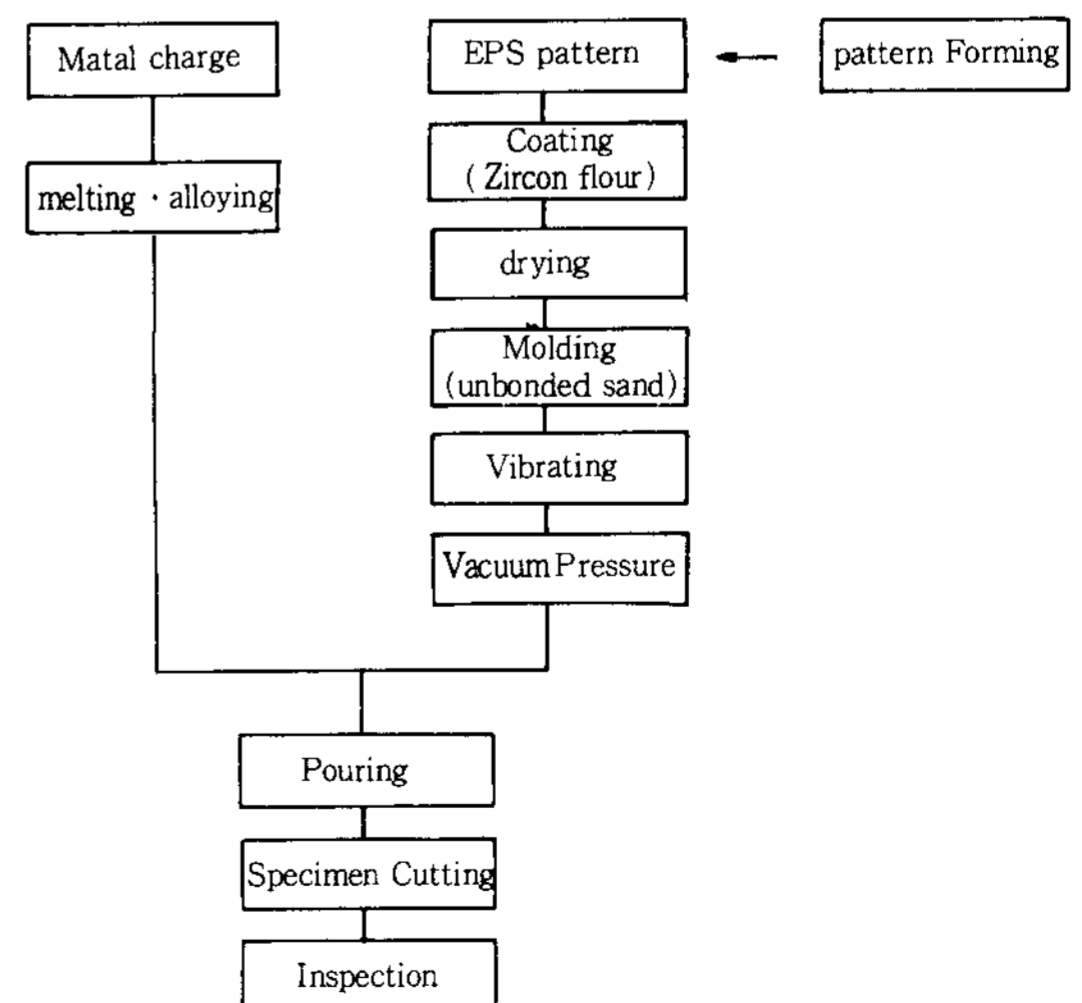 Matal charge
melting · alloying
EPS pattern
pattern Forming
Coating
( Zircon flour)
drying
Molding
(unbonded sand)
Vibrating
Vacuum Pressure
Pouring
Specimen Cutting
Inspection